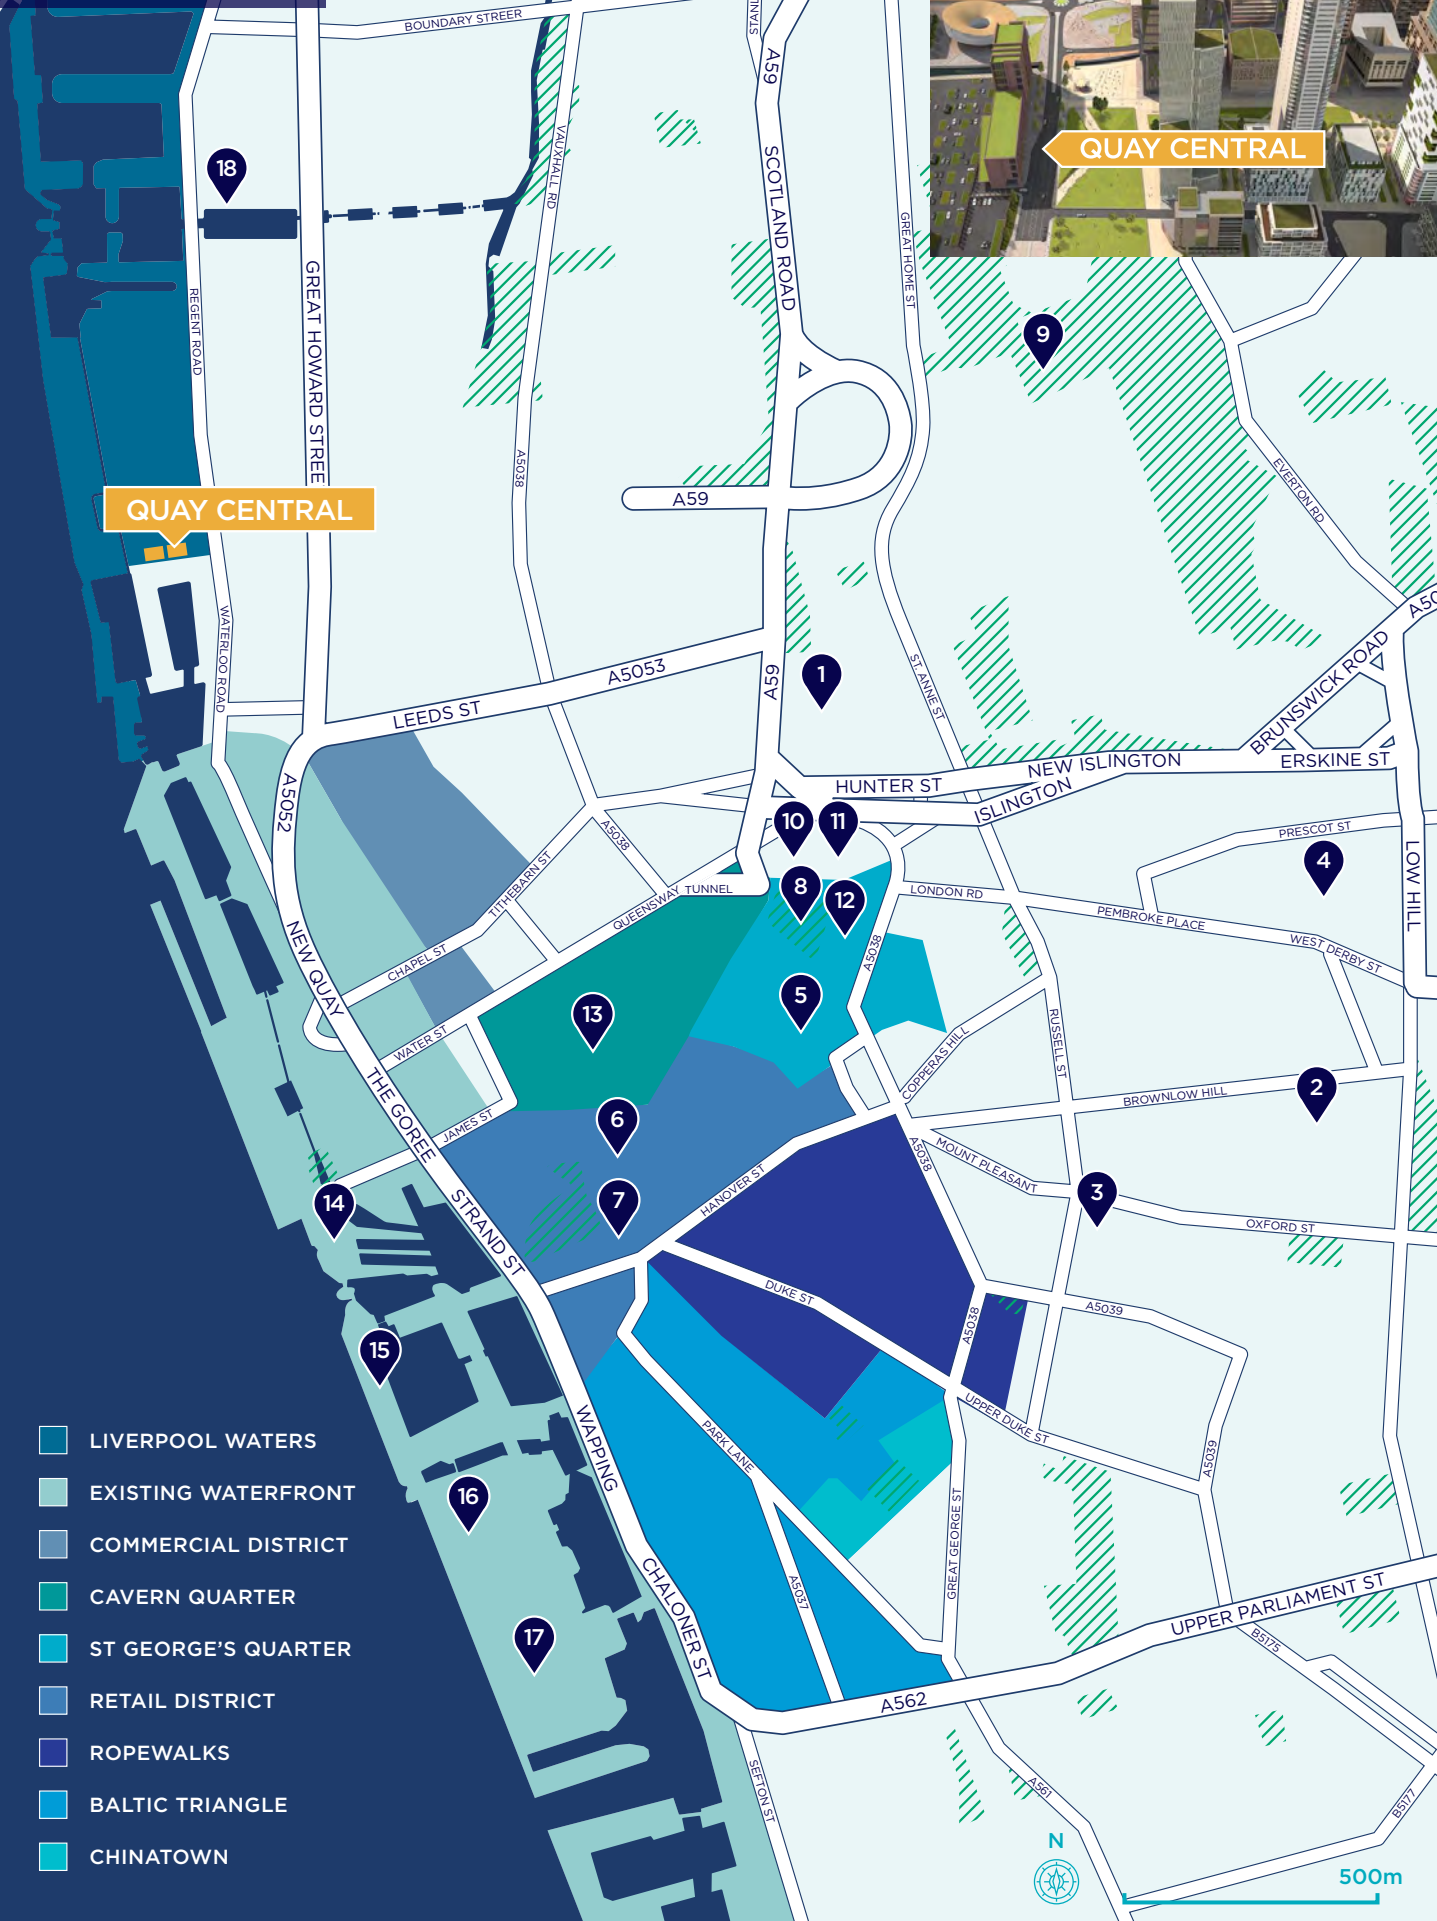 BOUNDARY STREER
STANL
A59
QUAY CENTRAL
VAUXHALL RD
18
SCOTLAND ROAD
GREAT HOME ST
REGENT ROAD
GREAT HOWARD STREE
9
A5038
A59
EVERTON RD
QUAY CENTRAL
WATERLOO ROAD
A50
BRUNSWICK ROAD
A5053
LEEDS ST
A59
1
ST. ANNE ST
NEW ISLINGTON
ERSKINE ST
HUNTER ST
ISLINGTON
A5052
A5038
10
11
PRESCOT ST
4
LOW HILL
TITHEBARN ST
QUEENSWAY TUNNEL
8
12
LONDON RD
PEMBROKE PLACE
WEST DERBY ST
CHAPEL ST
NEW QUAY
A5038
5
13
WATER ST
COPPERAS HILL
RUSSELL ST
THE GOREE
JAMES ST
6
BROWNLOW HILL
2
A5038
MOUNT PLEASANT
14
STRAND ST
7
HANOVER ST
3
OXFORD ST
DUKE ST
A5038
A5039
15
UPPER DUKE ST
WAPPING
PARK LANE
A5039
16
LIVERPOOL WATERS
EXISTING WATERFRONT
COMMERCIAL DISTRICT
CAVERN QUARTER
ST GEORGE'S QUARTER
RETAIL DISTRICT
ROPEWALKS
BALTIC TRIANGLE
CHINATOWN
17
CHALONER ST
A5037
GREAT GEORGE ST
UPPER PARLIAMENT ST
B5175
A562
SEFTON ST
A561
B5177
N
500m